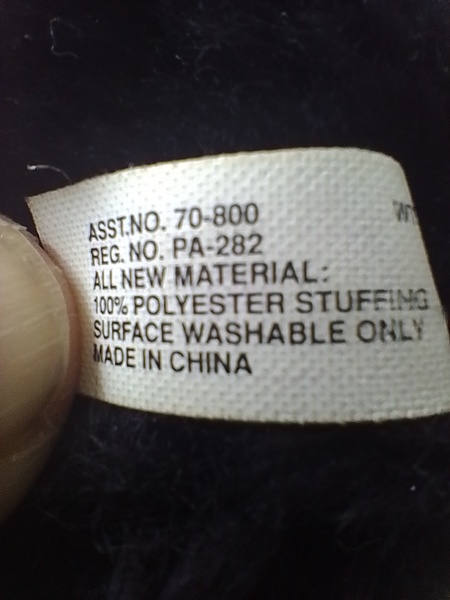 ASST.NO. 70-800
REG. NO. PA-282
ALL NEW MATERIAL:
100% POLYESTER STUFFING
SURFACE WASHABLE ONLY
MADE IN CHINA